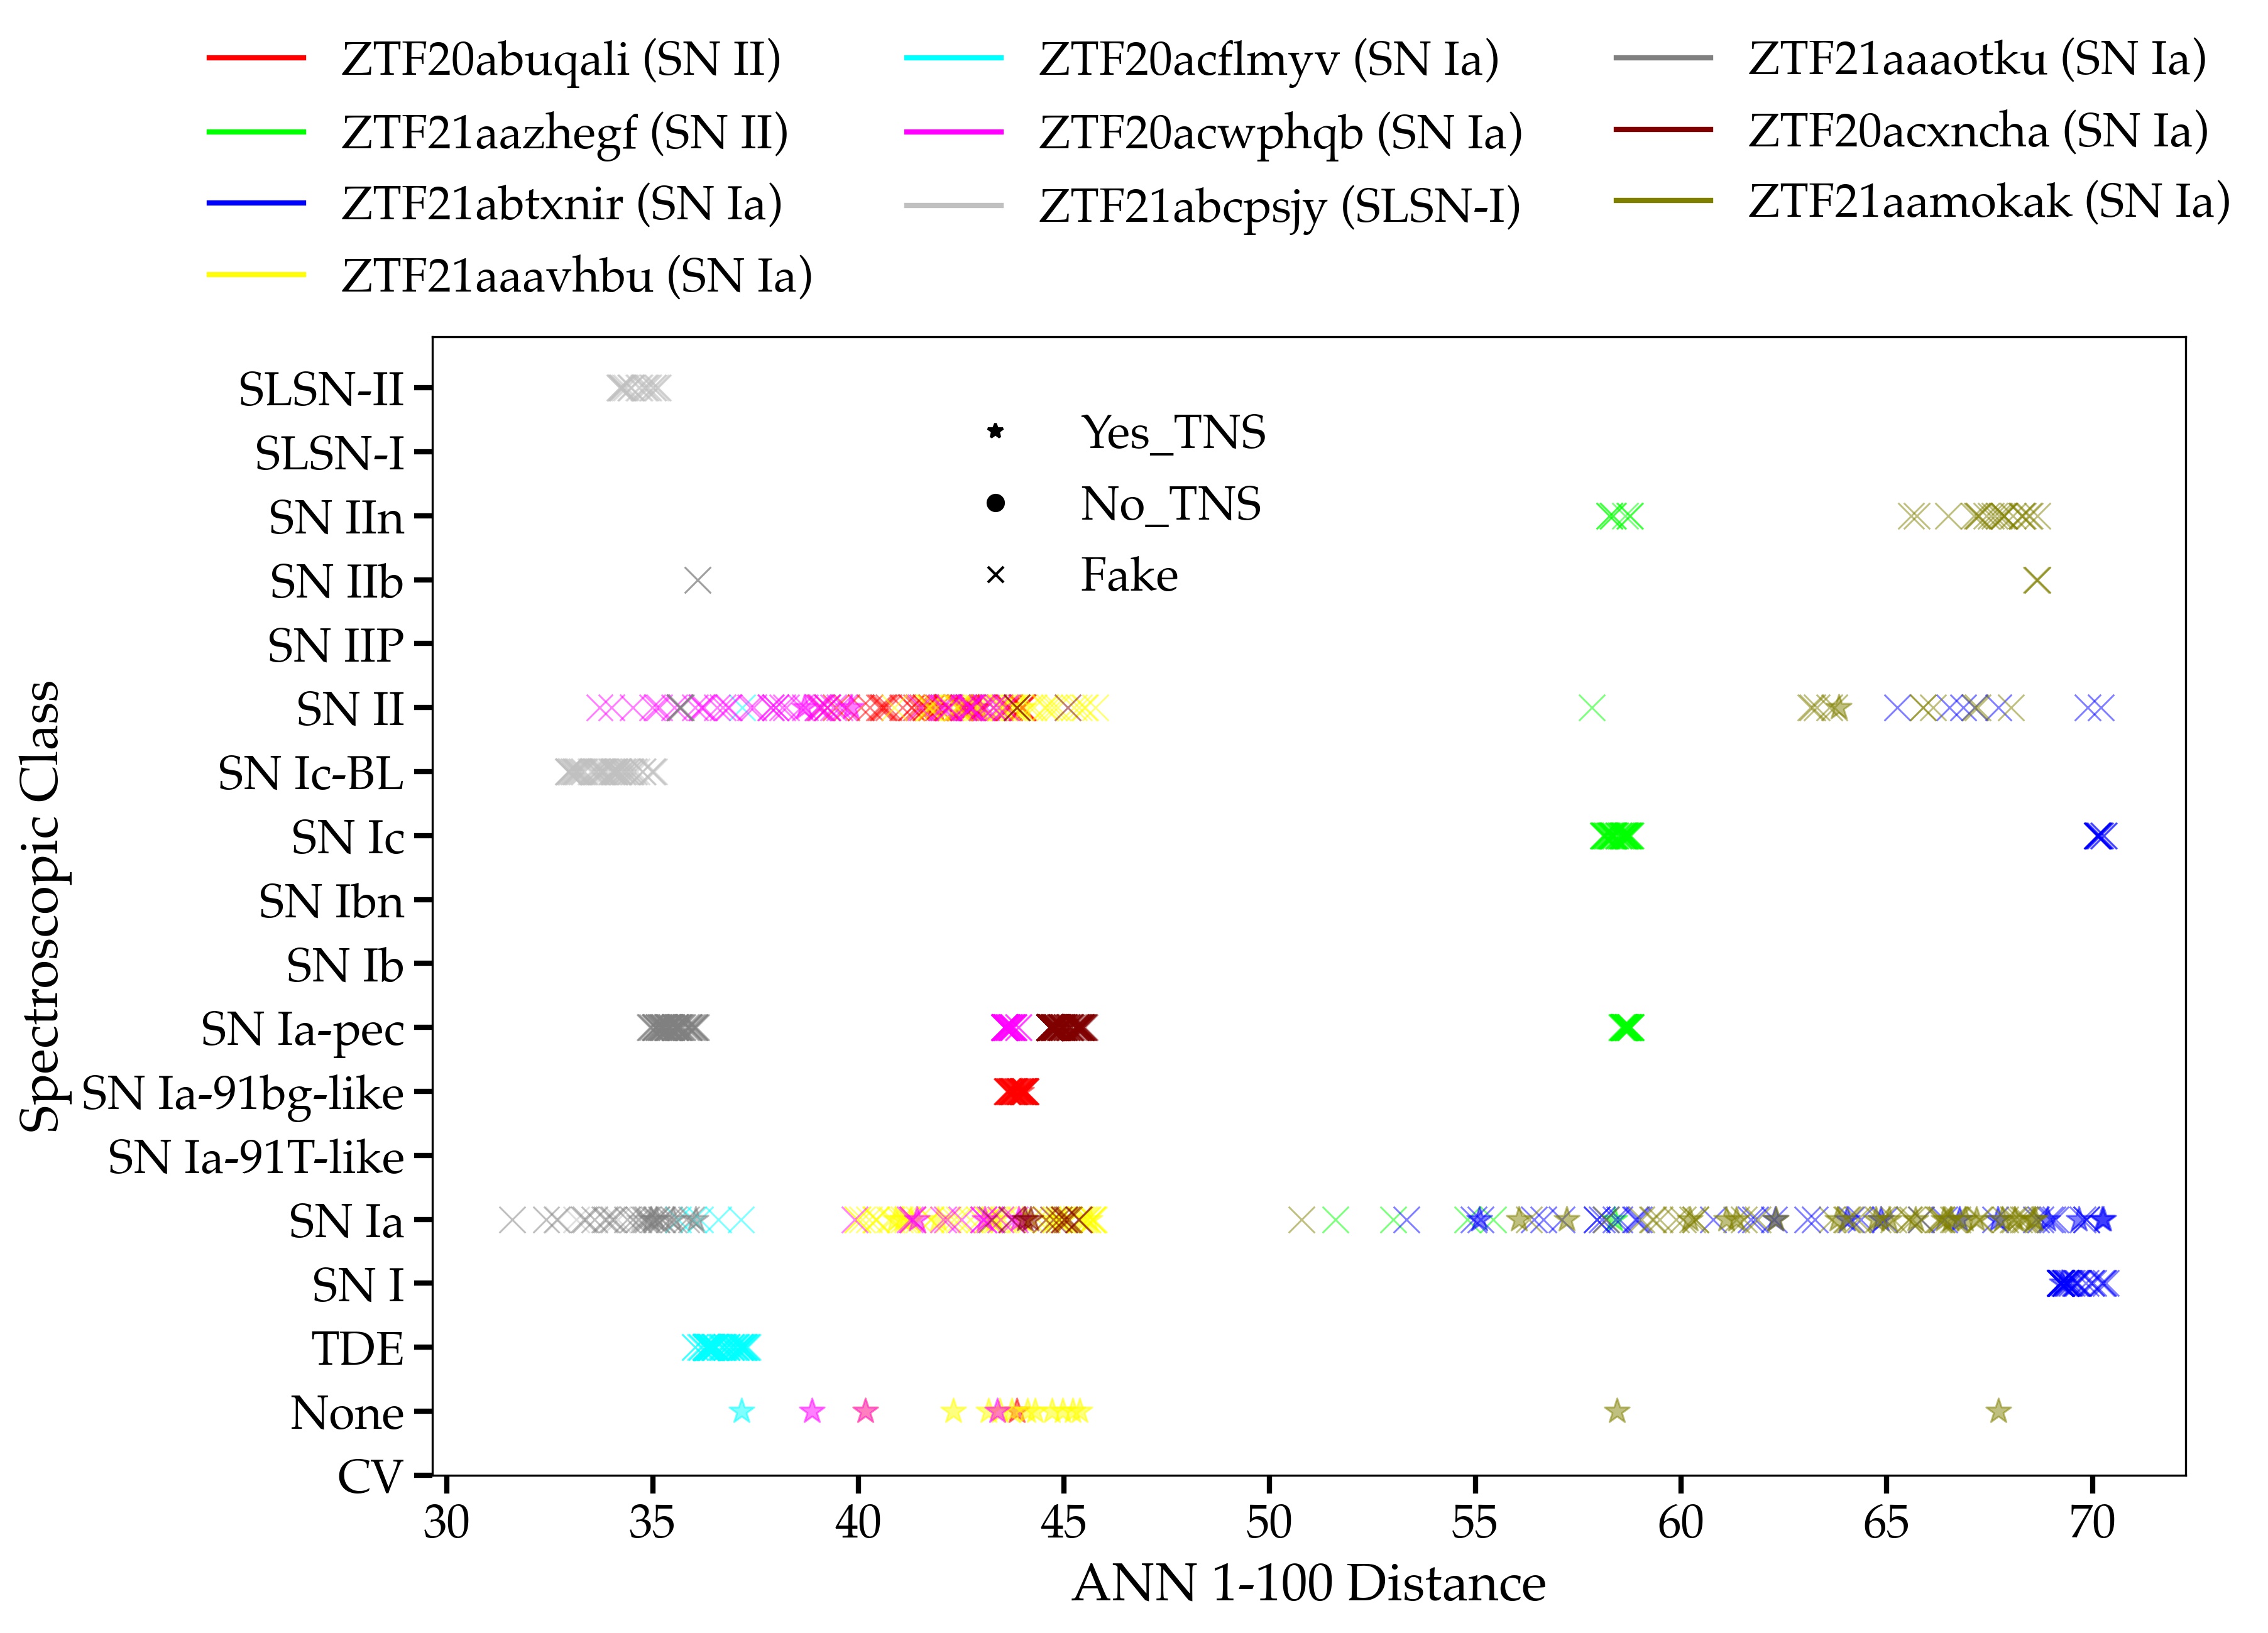 ZTF20abuqali (SN II)
ZTF21aazhegf (SN II)
ZTF21abtxnir (SN Ia)
ZTF21aaavhbu (SN Ia)
ZTF20acflmyv (SN Ia)
ZTF20acwphqb (SN Ia)
ZTF21abcpsjy (SLSN-I)
ZTF21aaaotku (SN Ia)
ZTF20acxncha (SN Ia)
ZTF21aamokak (SN Ia)
Yes_TNS
No_TNS
Fake
Spectroscopic Class
SLSN-II
SLSN-I
SN IIn
SN IIb
SN IIP
SN II
SN Ic-BL
SN Ic
SN Ibn
SN Ib
SN Ia-pec
SN Ia-91bg-like
SN Ia-91T-like
SN Ia
SN I
TDE
None
CV
30 35 40 45 50 55 60 65 70
ANN 1-100 Distance